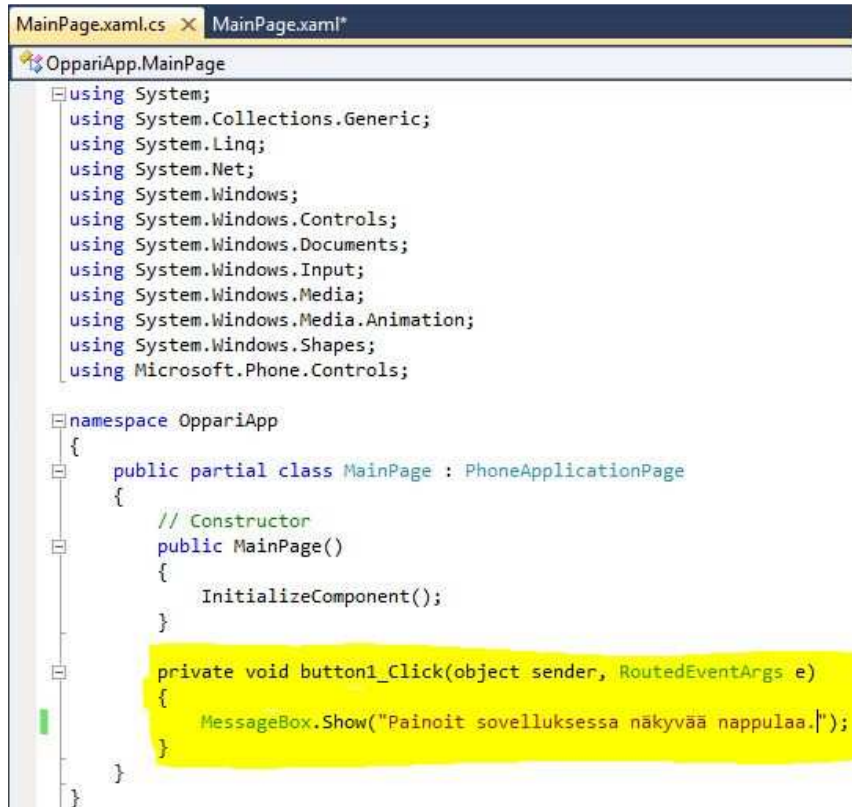 MainPage.xaml.cs × MainPage.xaml*
OppariApp.MainPage
using System;
using System.Collections.Generic;
using System.Linq;
using System.Net;
using System.Windows;
using System.Windows.Controls;
using System.Windows.Documents;
using System.Windows.Input;
using System.Windows.Media;
using System.Windows.Media.Animation;
using System.Windows.Shapes;
using Microsoft.Phone.Controls;
namespace OppariApp
{
public partial class MainPage : PhoneApplicationPage
{
// Constructor
public MainPage()
{
InitializeComponent();
}
private void button1_Click(object sender, RoutedEventArgs e)
{
MessageBox.Show("Painoit sovelluksessa näkyvää nappulaa.");
}
}
}